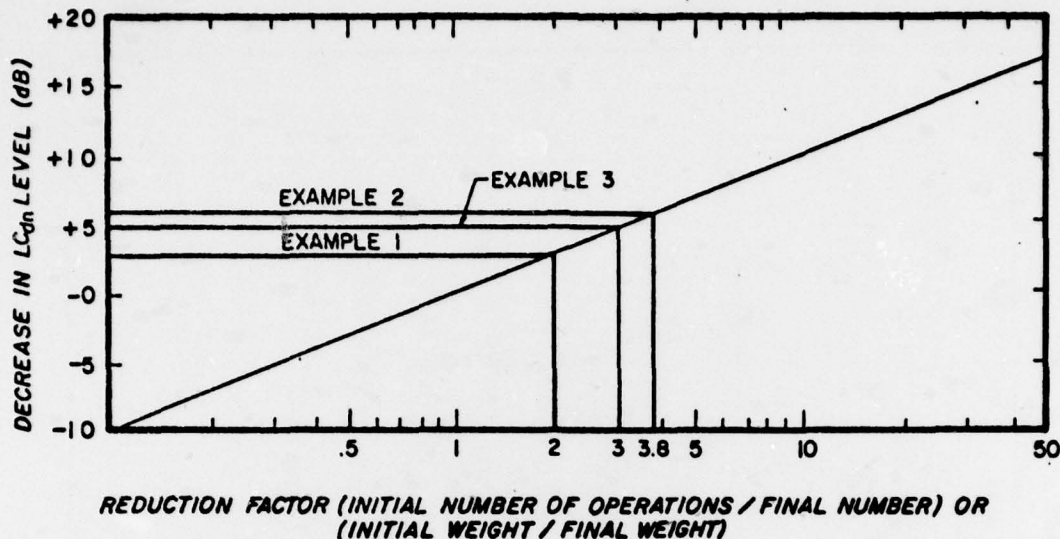 +20
+15
+10
+5
-0
-5
-10
DECREASE IN LCdn LEVEL (dB)
EXAMPLE 2
EXAMPLE 3
EXAMPLE 1
.5 1 2 3 3.8 5 10 50
REDUCTION FACTOR (INITIAL NUMBER OF OPERATIONS / FINAL NUMBER) OR
(INITIAL WEIGHT / FINAL WEIGHT)